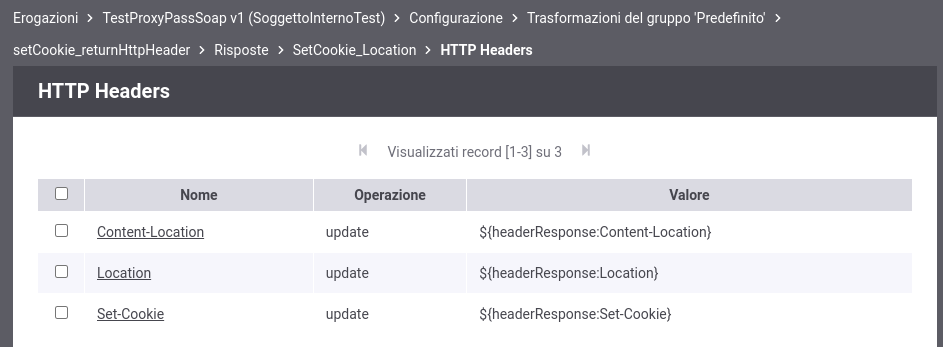 Erogazioni > TestProxyPassSoap v1 (SoggettoInternoTest) > Configurazione > Trasformazioni del gruppo 'Predefinito' >
setCookie_returnHttpHeader > Risposte > SetCookie_Location > HTTP Headers
HTTP Headers
Visualizzati record [1-3] su 3
Nome Operazione Valore
Content-Location update ${headerResponse:Content-Location}
Location update ${headerResponse:Location}
Set-Cookie update ${headerResponse:Set-Cookie}